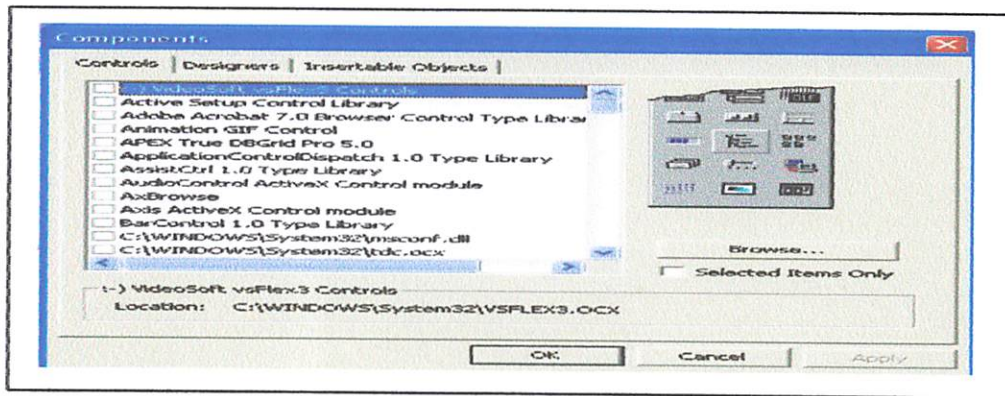 Components
Controls | Designers | Insertable Objects |
:-) VideoSoft vsFlex3 Controls
Active Setup Control Library
Adobe Acrobat 7.0 Browser Control Type Librar
Animation GIF Control
APEX True DBGrid Pro 5.0
ApplicationControlDispatch 1.0 Type Library
AssistCtrl 1.0 Type Library
AudioControl ActiveX Control module
AxBrowse
Axis ActiveX Control module
BarControl 1.0 Type Library
C:\WINDOWS\System32\msconf.dll
C:\WINDOWS\System32\tdc.ocx
Browse...
Selected Items Only
:-) VideoSoft vsFlex3 Controls
Location: C:\WINDOWS\System32\VSFLEX3.OCX
OK Cancel Apply